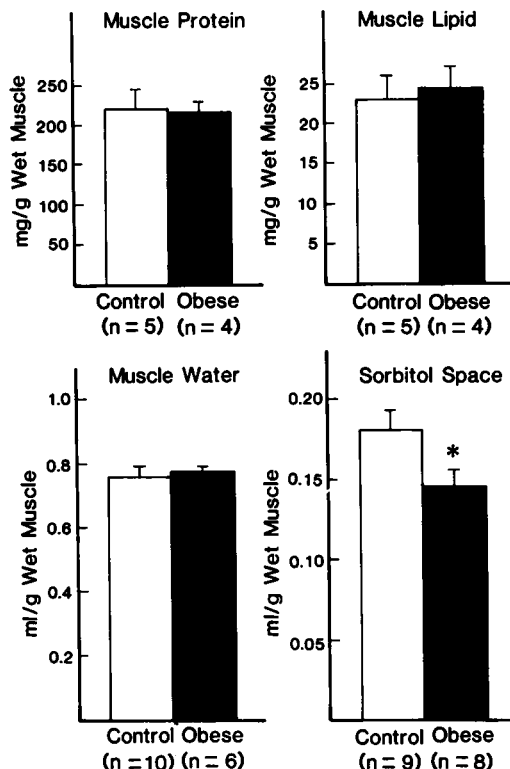 Muscle Protein
mg/g Wet Muscle
250
200
150
100
50
Control Obese
(n = 5) (n = 4)
Muscle Lipid
mg/g Wet Muscle
25
20
15
10
5
Control Obese
(n = 5) (n = 4)
Muscle Water
ml/g Wet Muscle
1.0
0.8
0.6
0.4
0.2
Control Obese
(n = 10) (n = 6)
Sorbitol Space
ml/g Wet Muscle
0.20
0.15
0.10
0.05
*
Control Obese
(n = 9) (n = 8)